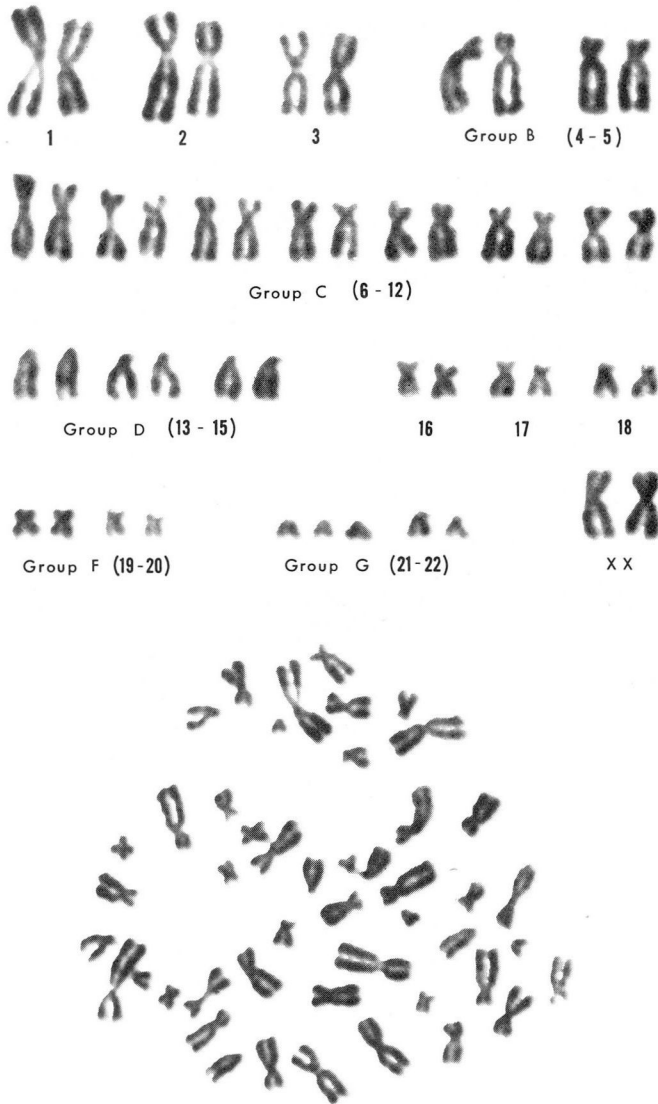 1 2 3 Group B (4-5)
Group C (6-12)
Group D (13-15) 16 17 18
Group F (19-20) Group G (21-22) XX